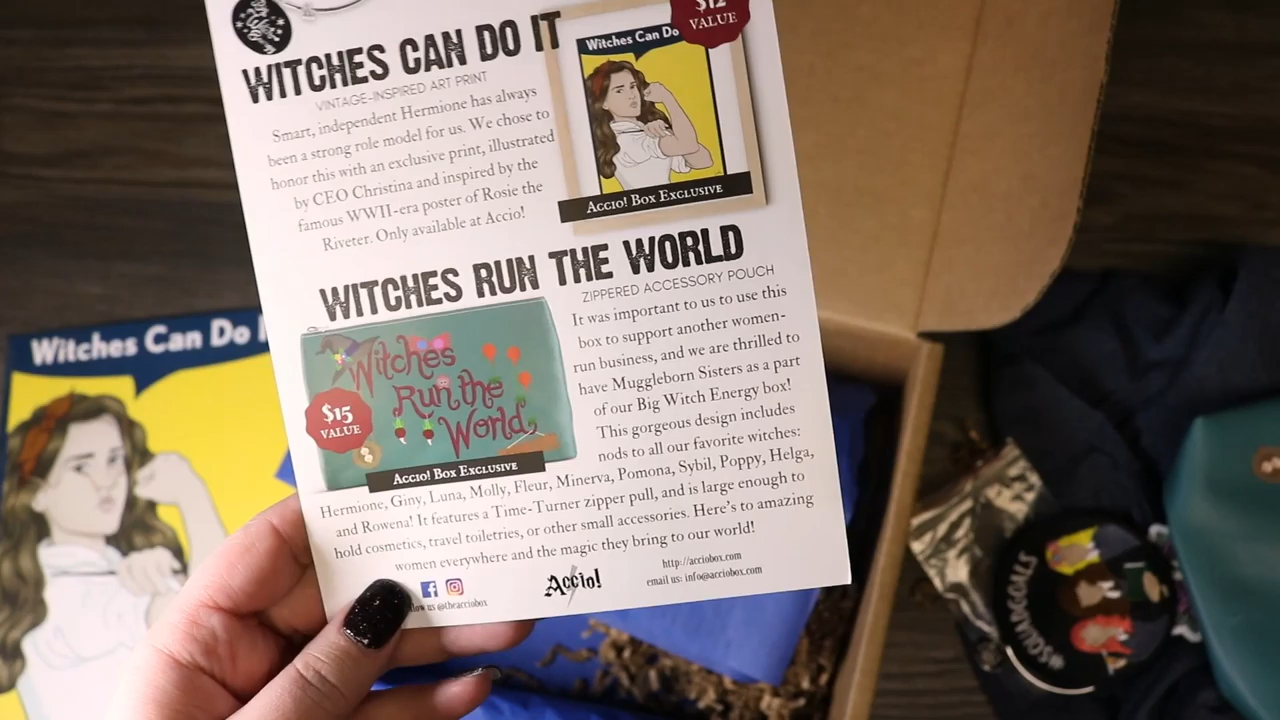 $12
VALUE
WITCHES CAN DO IT
VINTAGE-INSPIRED ART PRINT
Smart, independent Hermione has always
been a strong role model for us. We chose to
honor this with an exclusive print, illustrated
by CEO Christina and inspired by the
famous WWII-era poster of Rosie the
Riveter. Only available at Accio!
Witches Can Do
Accio! Box Exclusive
WITCHES RUN THE WORLD
ZIPPERED ACCESSORY POUCH
It was important to us to use this
box to support another women-
run business, and we are thrilled to
have Muggleborn Sisters as a part
of our Big Witch Energy box!
This gorgeous design includes
nods to all our favorite witches:
Hermione, Giny, Luna, Molly, Fleur, Minerva, Pomona, Sybil, Poppy, Helga,
and Rowena! It features a Time-Turner zipper pull, and is large enough to
hold cosmetics, travel toiletries, or other small accessories. Here's to amazing
women everywhere and the magic they bring to our world!
Witches
Run the
World
$15
VALUE
Accio! Box Exclusive
us @theacciobox
Accio!
http://acciobox.com
email us: info@acciobox.com
Witches Can Do
#SQUADGOALS